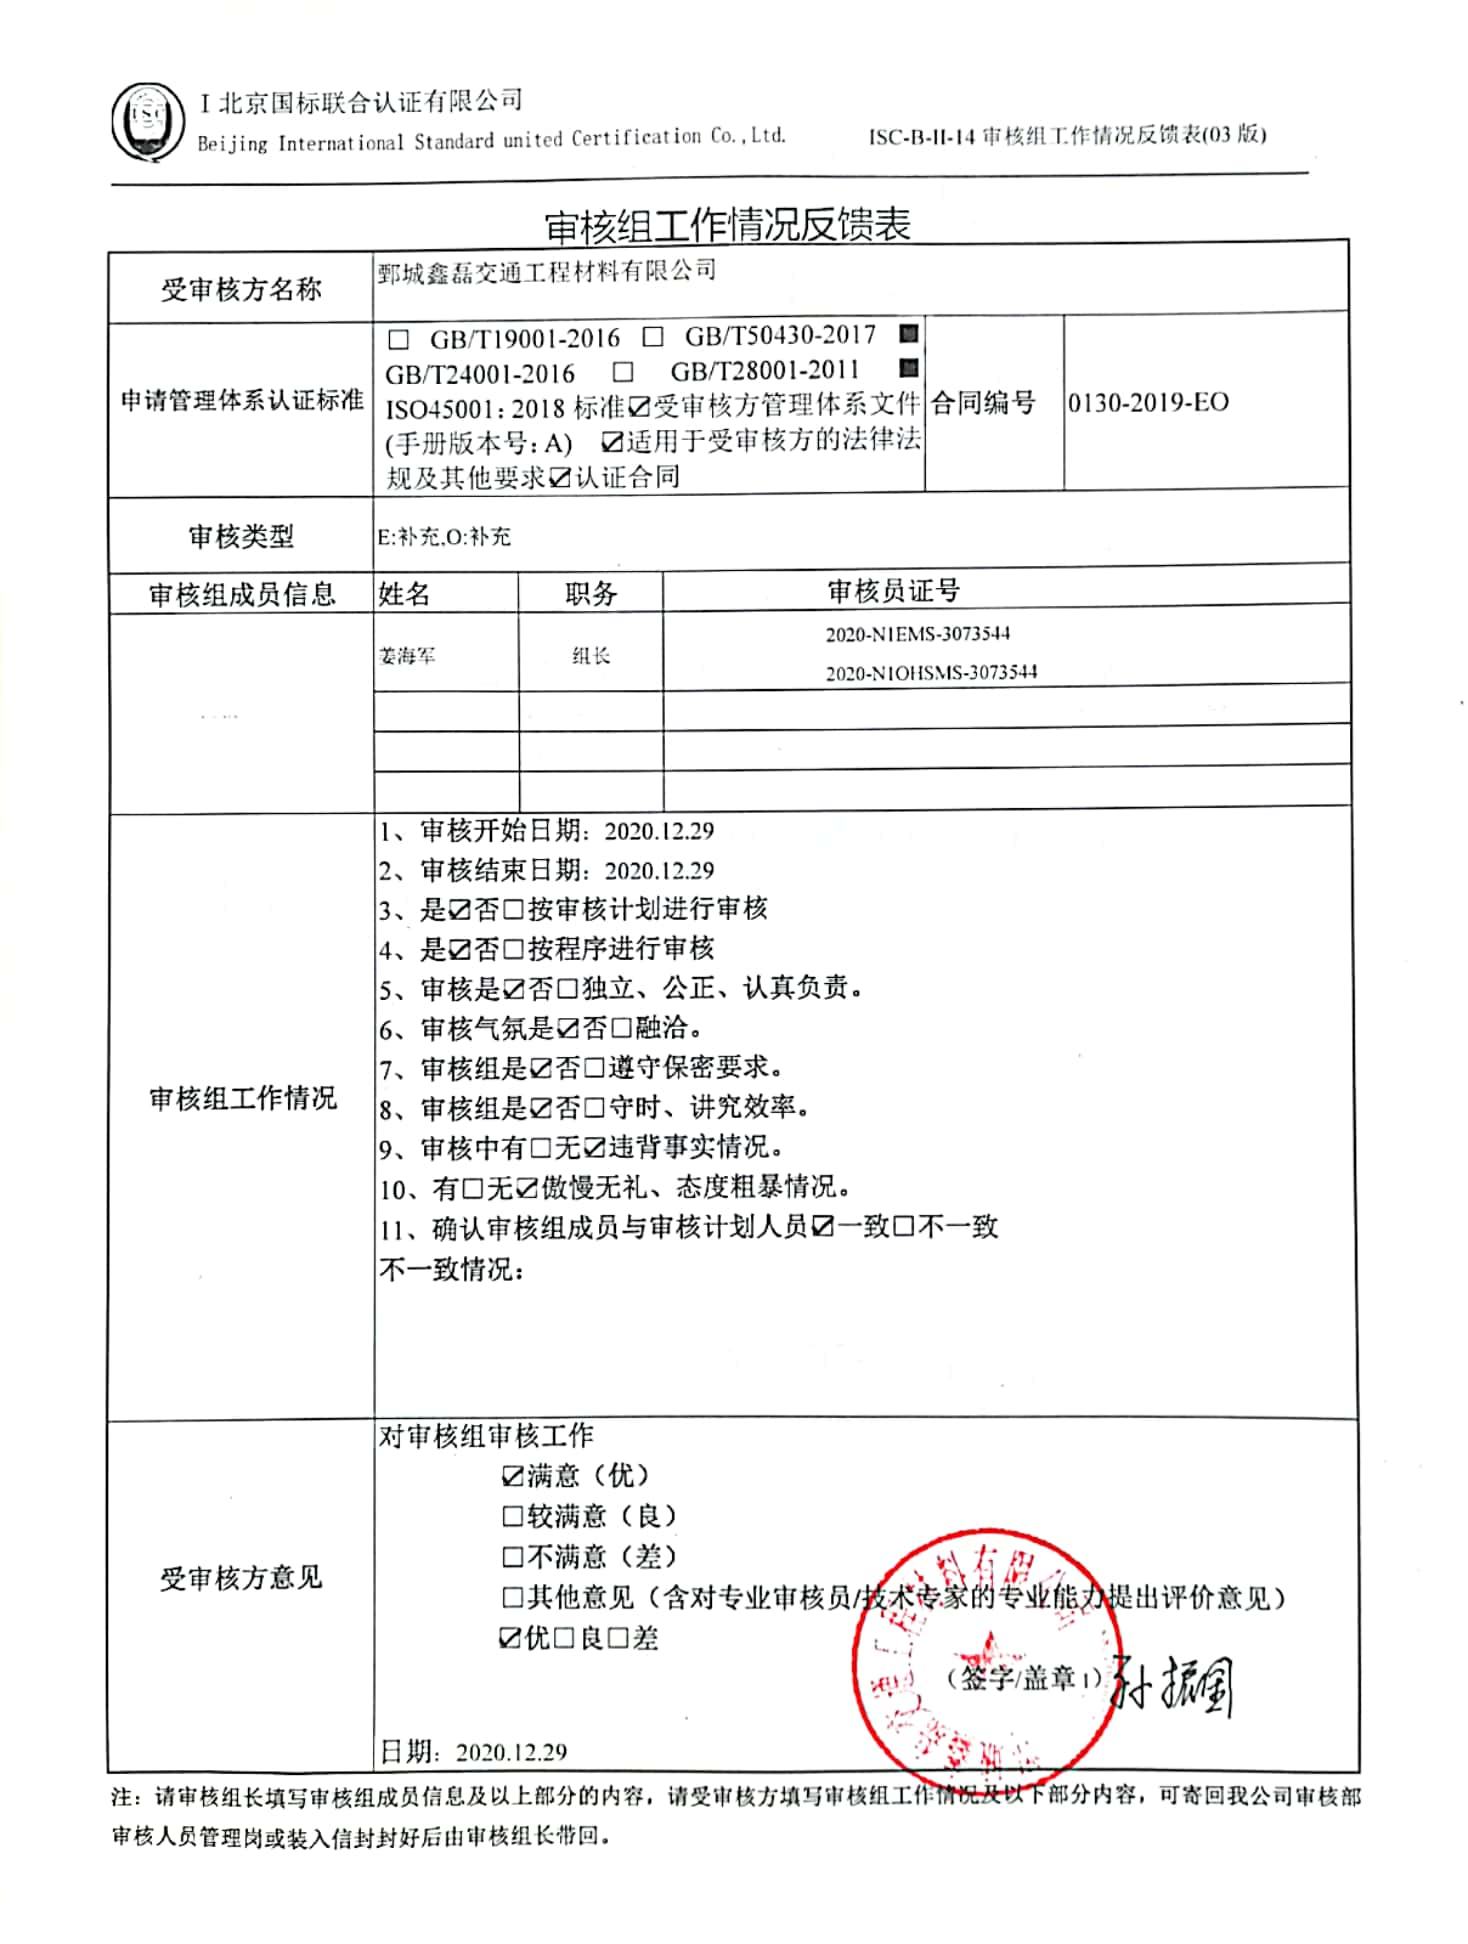 ISC
I 北京国标联合认证有限公司
Beijing International Standard united Certification Co.,Ltd.
ISC-B-II-14 审核组工作情况反馈表(03 版)
审核组工作情况反馈表
受审核方名称
鄄城鑫磊交通工程材料有限公司
申请管理体系认证标准
□ GB/T19001-2016 □ GB/T50430-2017 ■
GB/T24001-2016 □ GB/T28001-2011 ■
ISO45001: 2018 标准☑受审核方管理体系文件
(手册版本号: A) ☑适用于受审核方的法律法
规及其他要求☑认证合同
合同编号
0130-2019-EO
审核类型
E:补充,O:补充
审核组成员信息
姓名
职务
审核员证号
姜海军
组长
2020-N1EMS-3073544
2020-N1OHSMS-3073544
审核组工作情况
1、审核开始日期: 2020.12.29
2、审核结束日期: 2020.12.29
3、是☑否□按审核计划进行审核
4、是☑否□按程序进行审核
5、审核是☑否□独立、公正、认真负责。
6、审核气氛是☑否□融洽。
7、审核组是☑否□遵守保密要求。
8、审核组是☑否□守时、讲究效率。
9、审核中有□无☑违背事实情况。
10、有□无☑傲慢无礼、态度粗暴情况。
11、确认审核组成员与审核计划人员☑一致□不一致
不一致情况:
受审核方意见
对审核组审核工作
☑满意（优）
□较满意（良）
□不满意（差）
□其他意见（含对专业审核员/技术专家的专业能力提出评价意见）
☑优□良□差
（签字/盖章）
孙振国
日期: 2020.12.29
注: 请审核组长填写审核组成员信息及以上部分的内容，请受审核方填写审核组工作情况及以下部分内容，可寄回我公司审核部
审核人员管理岗或装入信封封好后由审核组长带回。